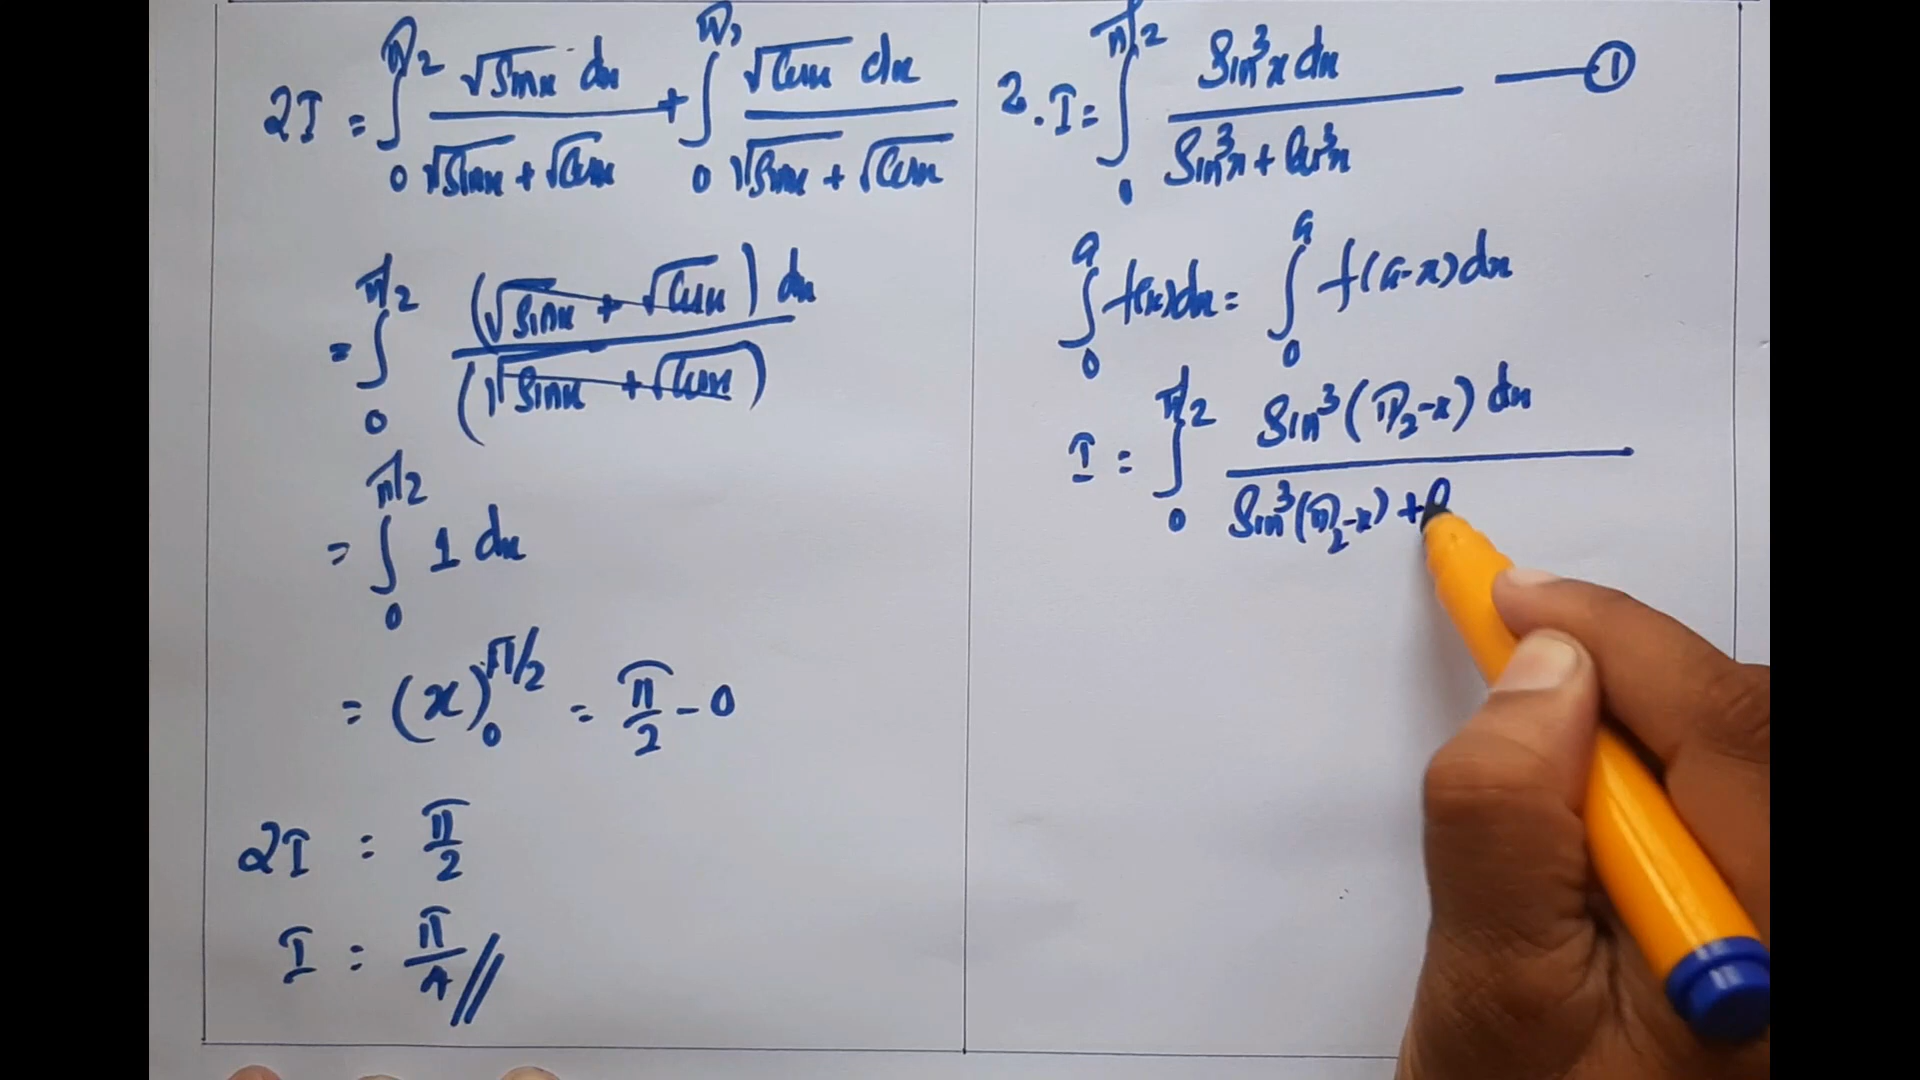 2I = ∫₀^π/2 √sinx dx / (√sinx + √cosx) + ∫₀^π/2 √cosx dx / (√sinx + √cosx)
= ∫₀^π/2 (√sinx + √cosx) dx / (√sinx + √cosx)
= ∫₀^π/2 1 dx
= (x)₀^π/2 = π/2 - 0
2I = π/2
I = π/4 //
2. I = ∫₀^π/2 Sin³x dx / (Sin³x + Cos³x) —— ①
∫₀^a f(x)dx = ∫₀^a f(a-x)dx
I = ∫₀^π/2 Sin³(π/2-x) dx / Sin³(π/2-x) +